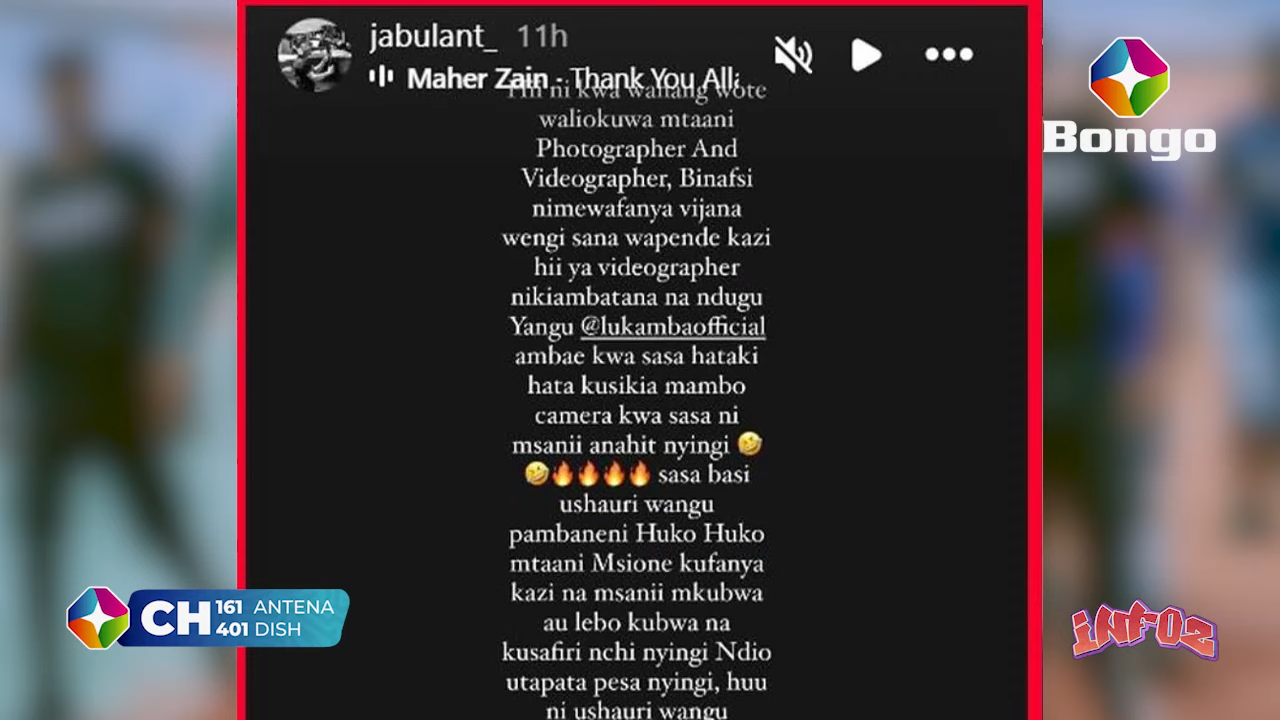 jabulant_ 11h
Maher Zain - Thank You All
ni kwa wote
waliokuwa mtaani
Photographer And
Videographer, Binafsi
nimewafanya vijana
wengi sana wapende kazi
hii ya videographer
nikiambatana na ndugu
Yangu @lukambaofficial
ambae kwa sasa hataki
hata kusikia mambo
camera kwa sasa ni
msanii anahit nyingi 🤣
🤣🔥🔥🔥🔥 sasa basi
ushauri wangu
pambaneni Huko Huko
mtaani Msione kufanya
kazi na msanii mkubwa
au lebo kubwa na
kusafiri nchi nyingi Ndio
utapata pesa nyingi, huu
ni ushauri wangu
Bongo
CH 161 ANTENA
401 DISH
INFOZ